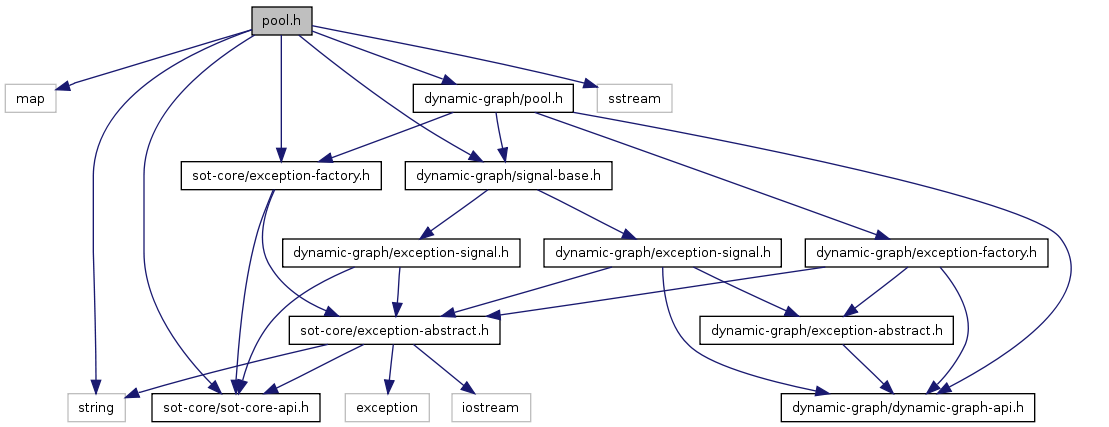 pool.h
map
dynamic-graph/pool.h
sstream
sot-core/exception-factory.h
dynamic-graph/signal-base.h
dynamic-graph/exception-signal.h
dynamic-graph/exception-signal.h
dynamic-graph/exception-factory.h
sot-core/exception-abstract.h
dynamic-graph/exception-abstract.h
string
sot-core/sot-core-api.h
exception
iostream
dynamic-graph/dynamic-graph-api.h